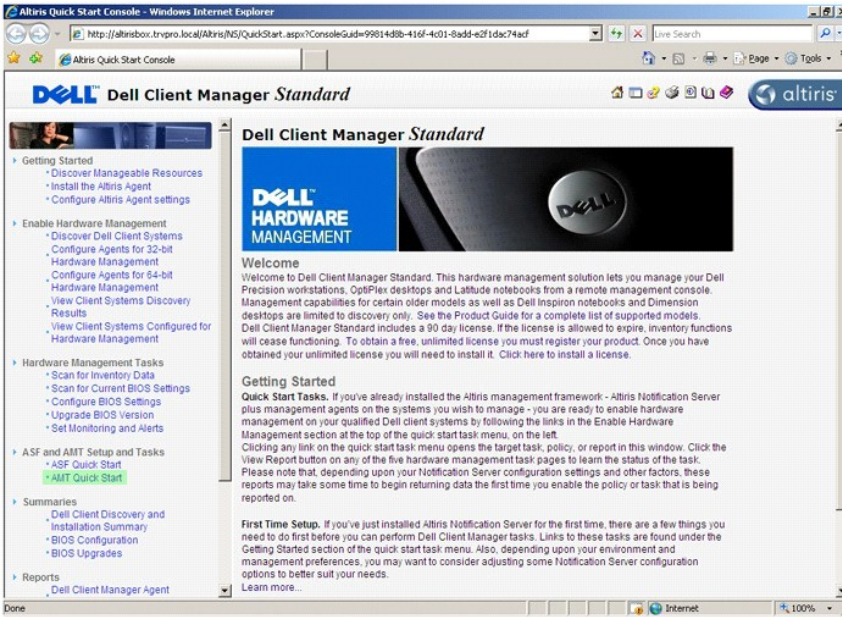 Altiris Quick Start Console - Windows Internet Explorer
http://altirisbox.trvpro.local/Altiris/NS/QuickStart.aspx?ConsoleGuid=99814d8b-416f-4c01-8add-e2f1dac74acf
Live Search
Altiris Quick Start Console
Page
Tools
DELL™ Dell Client Manager Standard
altiris
Getting Started
Discover Manageable Resources
Install the Altiris Agent
Configure Altiris Agent settings
Enable Hardware Management
Discover Dell Client Systems
Configure Agents for 32-bit
Hardware Management
Configure Agents for 64-bit
Hardware Management
View Client Systems Discovery
Results
View Client Systems Configured for
Hardware Management
Hardware Management Tasks
Scan for Inventory Data
Scan for Current BIOS Settings
Configure BIOS Settings
Upgrade BIOS Version
Set Monitoring and Alerts
ASF and AMT Setup and Tasks
ASF Quick Start
AMT Quick Start
Summaries
Dell Client Discovery and
Installation Summary
BIOS Configuration
BIOS Upgrades
Reports
Dell Client Manager Agent
Dell Client Manager Standard
DELL™
HARDWARE
MANAGEMENT
DELL
Welcome
Welcome to Dell Client Manager Standard. This hardware management solution lets you manage your Dell
Precision workstations, OptiPlex desktops and Latitude notebooks from a remote management console.
Management capabilities for certain older models as well as Dell Inspiron notebooks and Dimension
desktops are limited to discovery only. See the Product Guide for a complete list of supported models.
Dell Client Manager Standard includes a 90 day license. If the license is allowed to expire, inventory functions
will cease functioning. To obtain a free, unlimited license you must register your product. Once you have
obtained your unlimited license you will need to install it. Click here to install a license.
Getting Started
Quick Start Tasks. If you've already installed the Altiris management framework - Altiris Notification Server
plus management agents on the systems you wish to manage - you are ready to enable hardware
management on your qualified Dell client systems by following the links in the Enable Hardware
Management section at the top of the quick start task menu, on the left.
Clicking any link on the quick start task menu opens the target task, policy, or report in this window. Click the
View Report button on any of the five hardware management task pages to learn the status of the task.
Please note that, depending upon your Notification Server configuration settings and other factors, these
reports may take some time to begin returning data the first time you enable the policy or task that is being
reported on.
First Time Setup. If you've just installed Altiris Notification Server for the first time, there are a few things you
need to do first before you can perform Dell Client Manager tasks. Links to these tasks are found under the
Getting Started section of the quick start task menu. Also, depending upon your environment and
management preferences, you may want to consider adjusting some Notification Server configuration
options to better suit your needs.
Learn more...
Done
Internet
100%